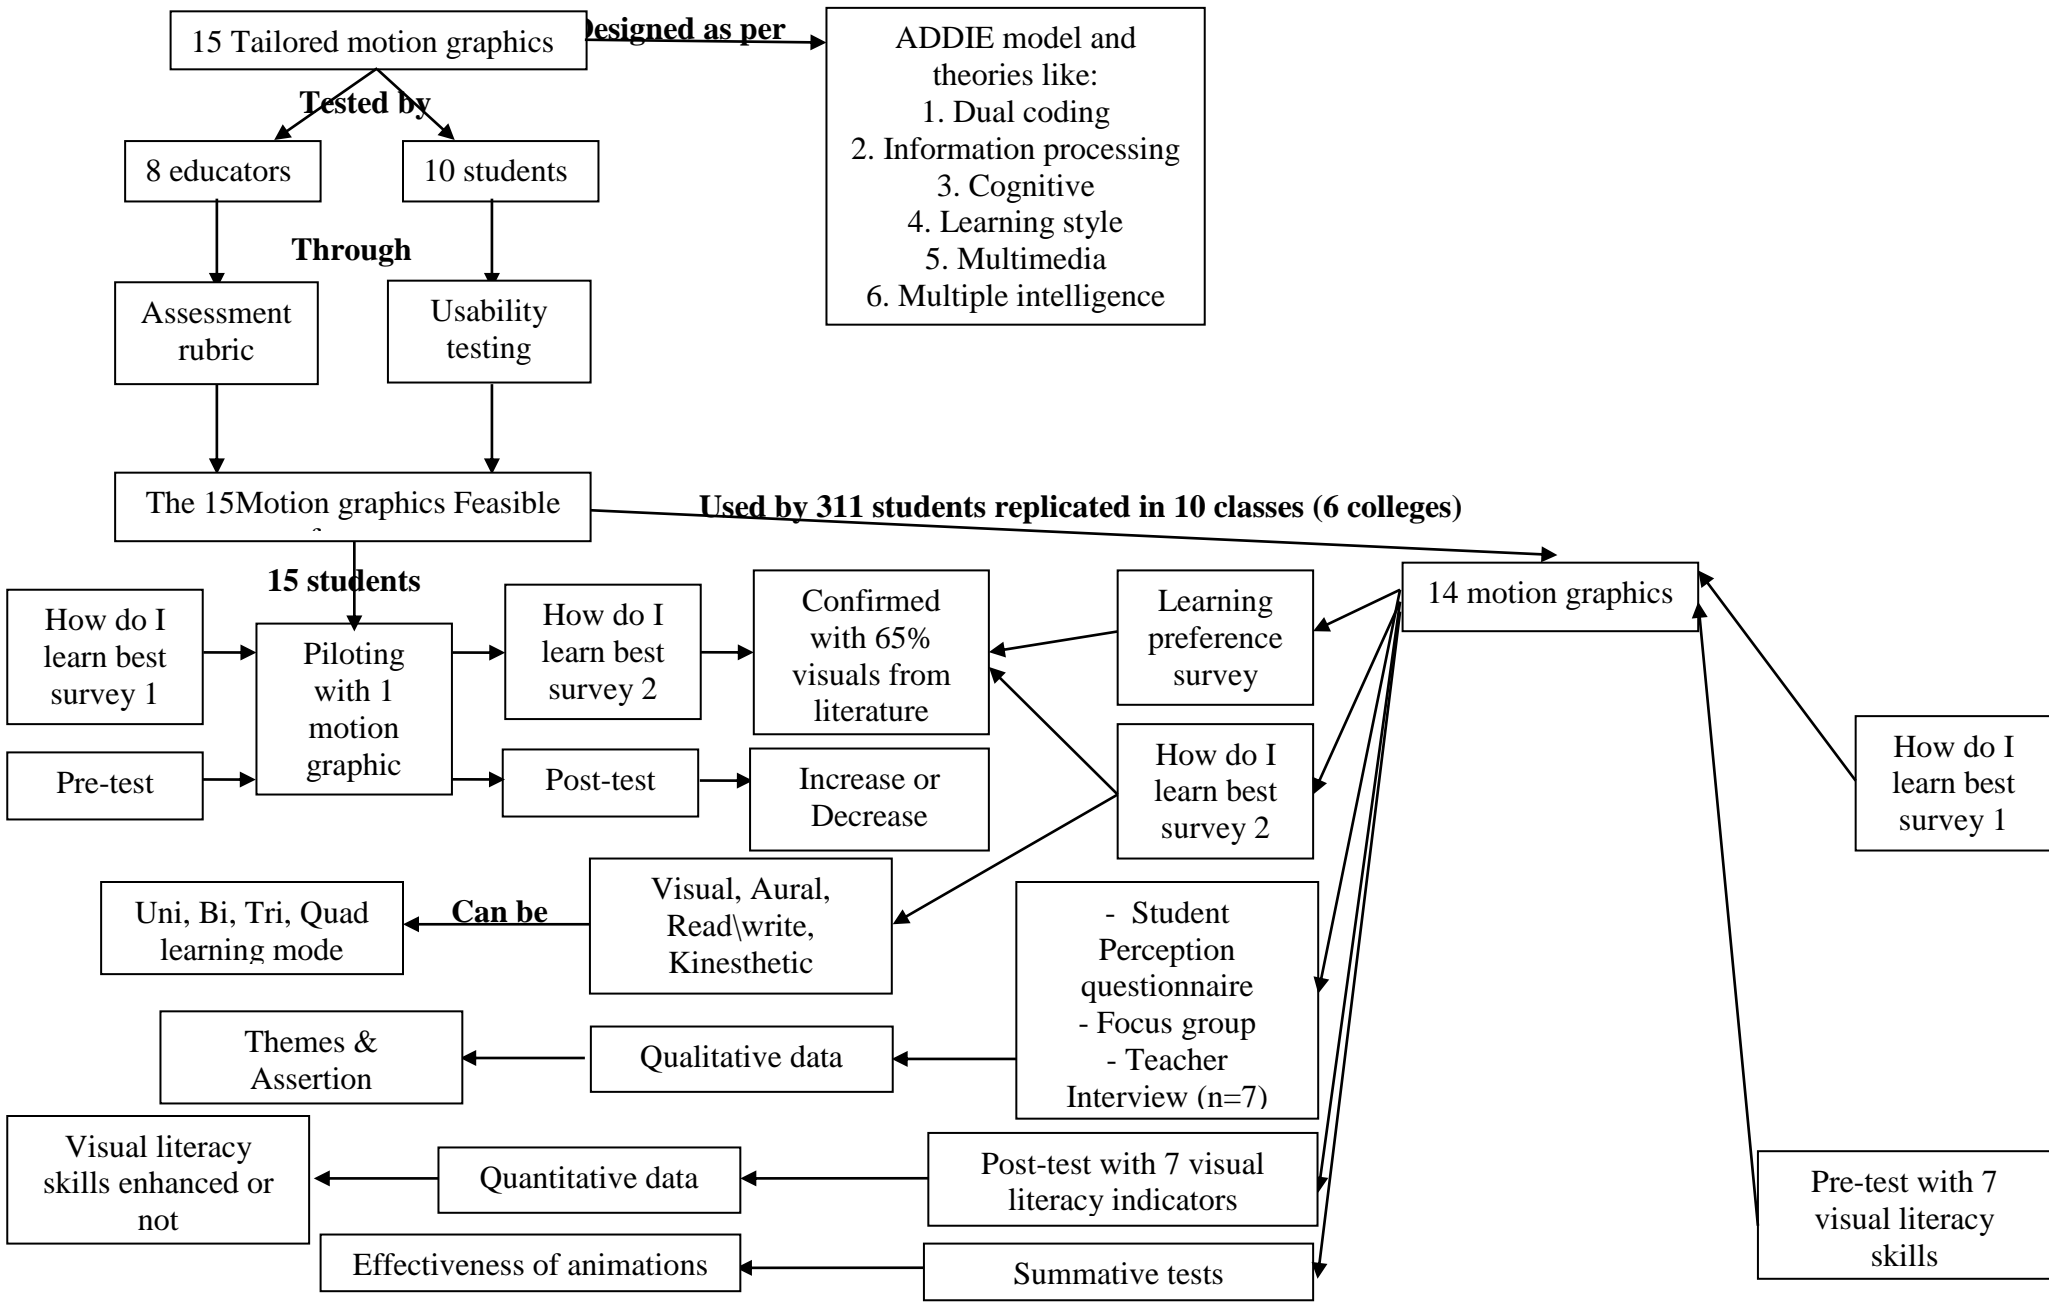 15 Tailored motion graphics
Designed as per
ADDIE model and
theories like:
1. Dual coding
2. Information processing
3. Cognitive
4. Learning style
5. Multimedia
6. Multiple intelligence
Tested by
8 educators
10 students
Through
Assessment
rubric
Usability
testing
The 15Motion graphics Feasible
Used by 311 students replicated in 10 classes (6 colleges)
15 students
14 motion graphics
How do I
learn best
survey 1
Piloting
with 1
motion
graphic
How do I
learn best
survey 2
Confirmed
with 65%
visuals from
literature
Learning
preference
survey
Pre-test
Post-test
Increase or
Decrease
How do I
learn best
survey 2
How do I
learn best
survey 1
Uni, Bi, Tri, Quad
learning mode
Can be
Visual, Aural,
Read\write,
Kinesthetic
- Student
Perception
questionnaire
- Focus group
- Teacher
Interview (n=7)
Themes &
Assertion
Qualitative data
Visual literacy
skills enhanced or
not
Quantitative data
Post-test with 7 visual
literacy indicators
Pre-test with 7
visual literacy
skills
Effectiveness of animations
Summative tests